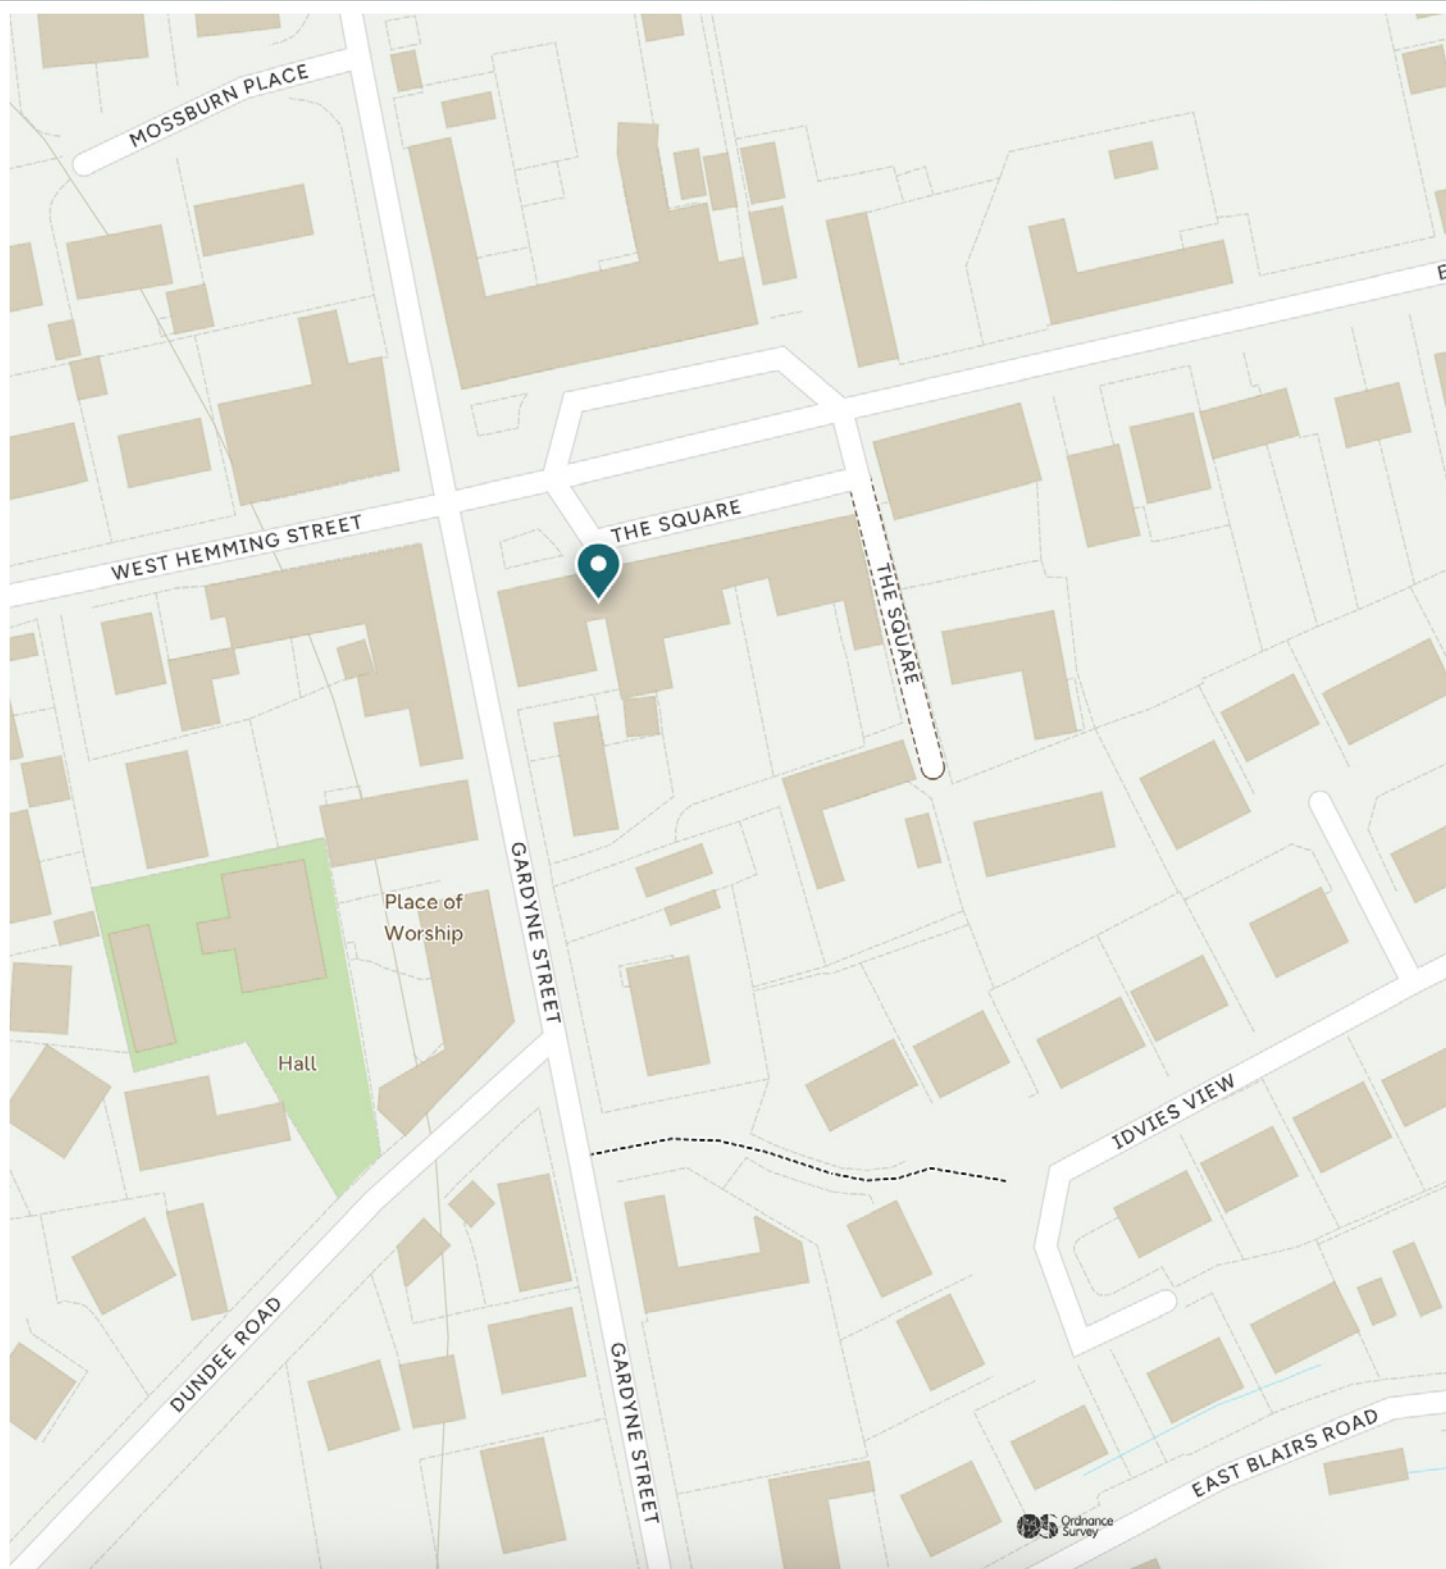 MOSSBURN PLACE
E
WEST HEMMING STREET
THE SQUARE
THE SQUARE
GARDYNE STREET
Place of
Worship
Hall
IDVIES VIEW
DUNDEE ROAD
GARDYNE STREET
EAST BLAIRS ROAD
OS
Ordnance
Survey